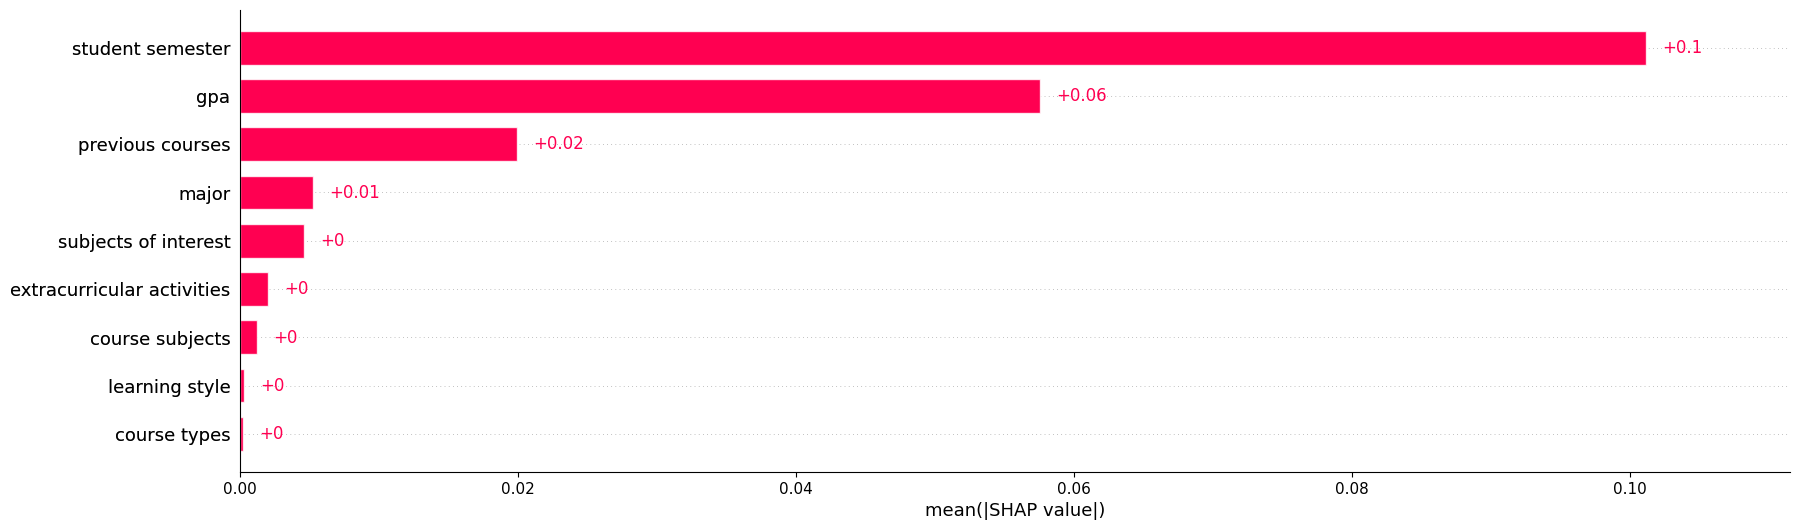 student semester +0.1
gpa +0.06
previous courses +0.02
major +0.01
subjects of interest +0
extracurricular activities +0
course subjects +0
learning style +0
course types +0
0.00 0.02 0.04 0.06 0.08 0.10
mean(|SHAP value|)